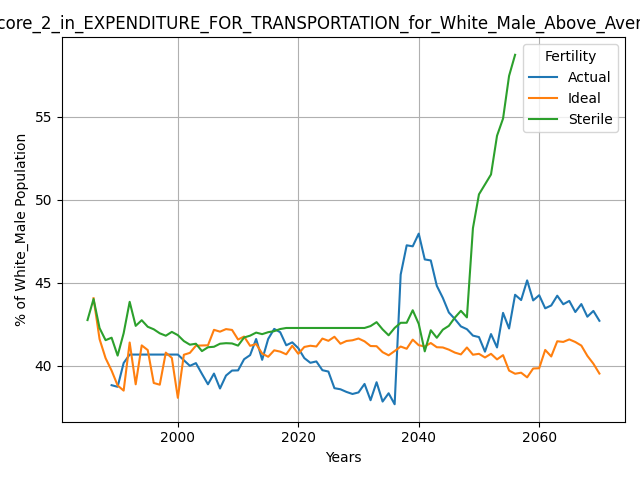 core_2_in_EXPENDITURE_FOR_TRANSPORTATION_for_White_Male_Above_Aver
Fertility
Actual
Ideal
Sterile
% of White_Male Population
55
50
45
40
2000
2020
2040
2060
Years